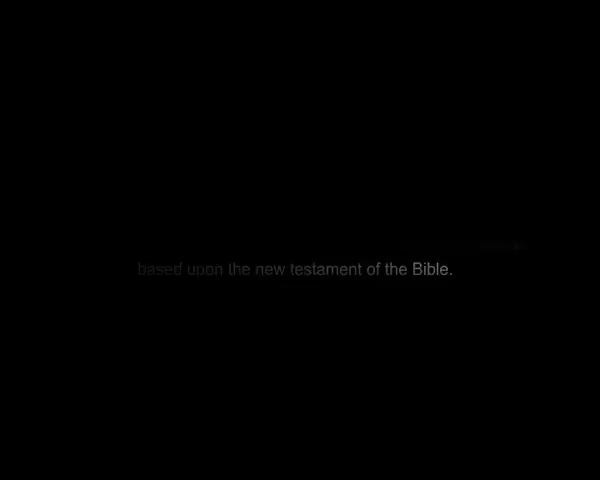 based upon the new testament of the Bible.